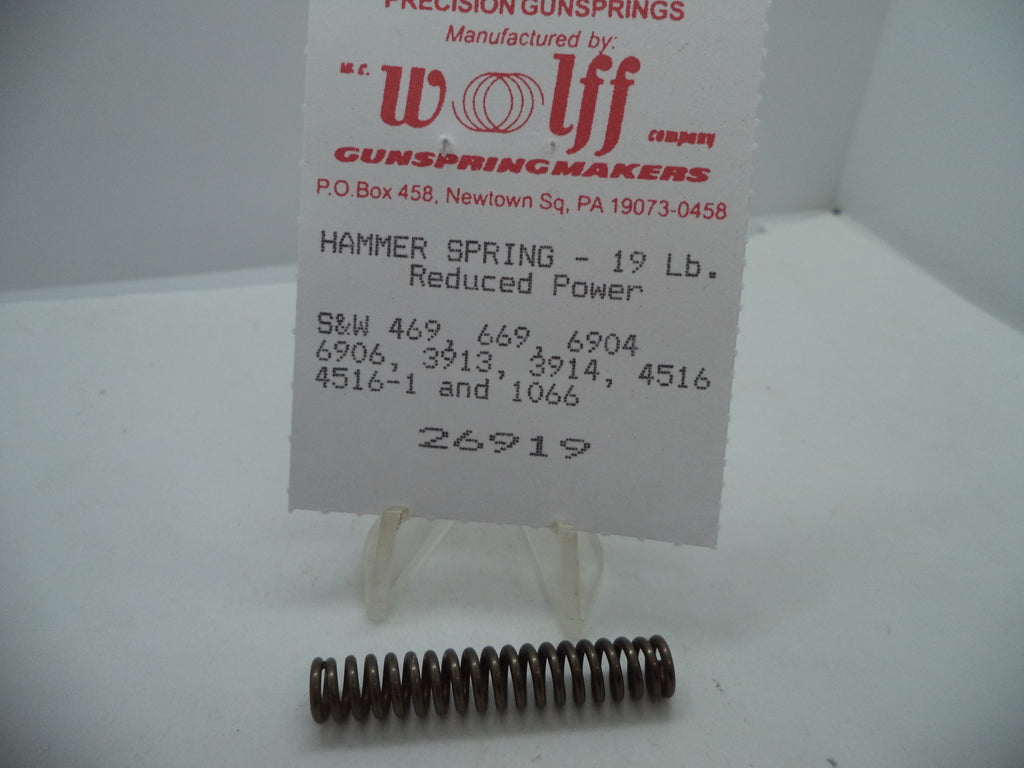 PRECISION GUNSPRINGS
Manufactured by:
W.C. Wolff company
GUNSPRINGMAKERS
P.O.Box 458, Newtown Sq, PA 19073-0458
HAMMER SPRING - 19 Lb.
Reduced Power
S&W 469, 669, 6904
6906, 3913, 3914, 4516
4516-1 and 1066
26919